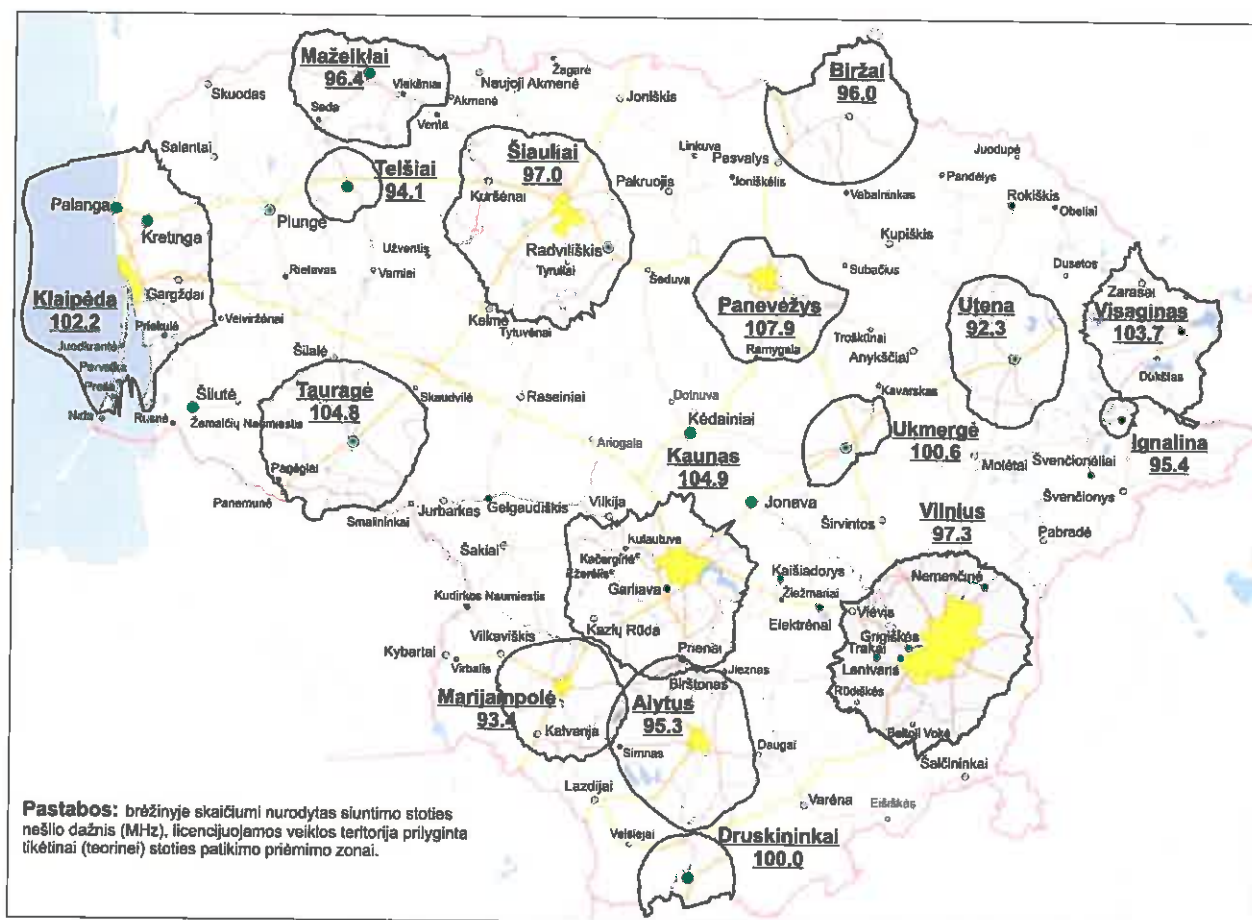 Mažeikiai
96.4
Viekšniai
Seda
Venta
Akmenė
Naujoji Akmenė
Žagarė
Skuodas
Joniškis
Biržai
96.0
Salantai
Telšiai
94.1
Šiauliai
97.0
Kuršėnai
Linkuva
Pasvalys
Joniškėlis
Pakruojis
Vabalninkas
Juodupė
Pandėlys
Rokiškis
Obeliai
Palanga
Kretinga
Plungė
Radviliškis
Tyruliai
Užventis
Varniai
Rietavas
Kupiškis
Subačius
Šeduva
Dusetos
Klaipėda
102.2
Gargždai
Priekulė
Juodkrantė
Pervalka
Preila
Nida
Rusnė
Veiviržėnai
Kelmė
Tytuvėnai
Panevėžys
107.9
Ramygala
Troškūnai
Anykščiai
Utena
92.3
Zarasai
Visaginas
103.7
Dūkštas
Šilalė
Šilutė
Žemaičių Naumiestis
Tauragė
104.8
Skaudvilė
Raseiniai
Dotnuva
Kėdainiai
Kavarskas
Ukmergė
100.6
Molėtai
Ignalina
95.4
Švenčionėliai
Švenčionys
Pagėgiai
Panemunė
Smalininkai
Jurbarkas
Gelgaudiškis
Ariogala
Kaunas
104.9
Vilkija
Jonava
Širvintos
Vilnius
97.3
Pabradė
Šakiai
Kulautuva
Kačerginė
Ežerėlis
Garliava
Kaišiadorys
Žiežmariai
Elektrėnai
Nemenčinė
Vievis
Grigiškės
Trakai
Lentvaris
Rūdiškės
Baltoji Vokė
Šalčininkai
Kudirkos Naumiestis
Kazlų Rūda
Vilkaviškis
Kybartai
Virbalis
Prienai
Birštonas
Jieznas
Marijampolė
93.4
Kalvarija
Alytus
95.3
Simnas
Daugai
Lazdijai
Varėna
Eišiškės
Veisiejai
Druskininkai
100.0
Pastabos: brėžinyje skaičiumi nurodytas siuntimo stoties
nešlio dažnis (MHz), licencijuojamos veiklos teritorija prilyginta
tikėtinai (teorinei) stoties patikimo priėmimo zonai.